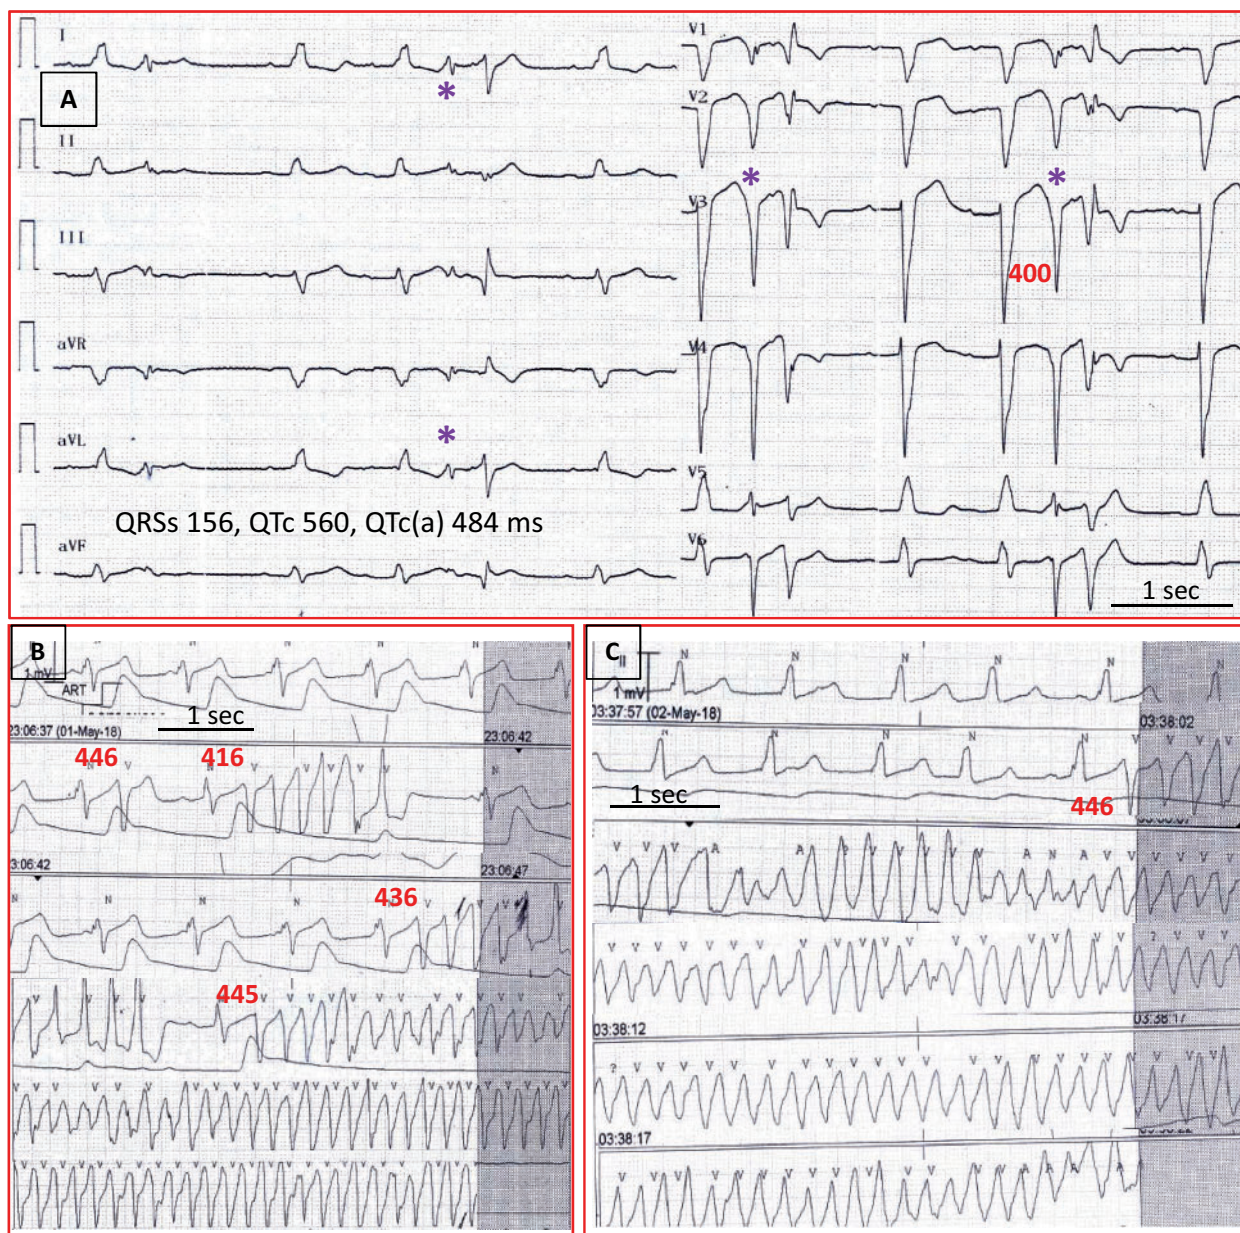 I
A
*
II
III
aVR
*
aVL
QRSs 156, QTc 560, QTc(a) 484 ms
aVF
V1
V2
* *
V3
400
V4
V5
V6
1 sec
B
N N N N N
1 mV
ART
1 sec
23:06:37 (01-May-18)
23:06:42
446 416
N V N V V V V V V N
3:06:42
23:06:47
436
N N N N N V V V V
445
V V V V V V V V V V V V V V V V
V V V V V V V V V V V V V V V V V V V
V V V V V V V V V V V V V V V V V V V
C
II N N N N N N
1 mV
03:37:57 (02-May-18)
03:38:02
N N N N N V V V V
1 sec
446
V V V A A ? V V V V V A N A V V V V V V V
V V V V V V V V V V V V V V V V V ? V V V
03:38:12
03:38:17
? V V V V V V V V V V V V V V V V V V V V V
03:38:17
V V V V V V V V V V V V V V A A A A